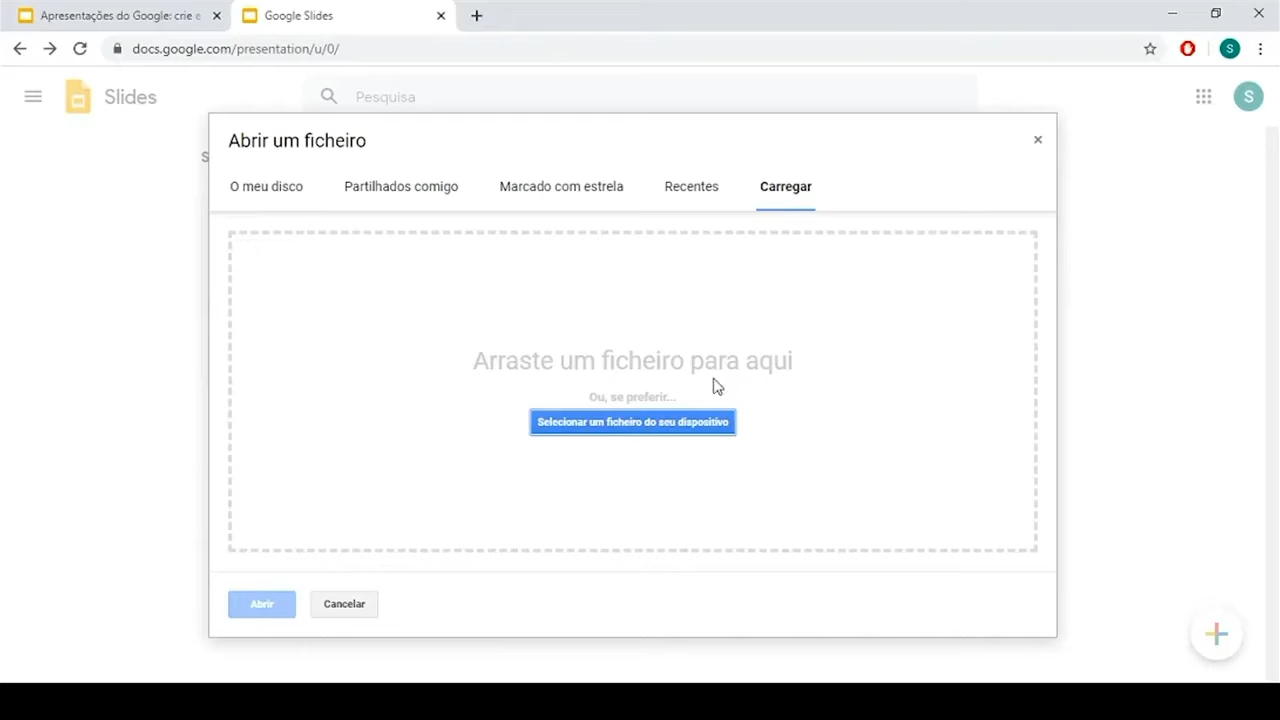 Apresentações do Google: crie e
Google Slides
docs.google.com/presentation/u/0/
S
Slides
Pesquisa
S
Abrir um ficheiro
O meu disco
Partilhados comigo
Marcado com estrela
Recentes
Carregar
Arraste um ficheiro para aqui
Ou, se preferir...
Selecionar um ficheiro do seu dispositivo
Abrir
Cancelar